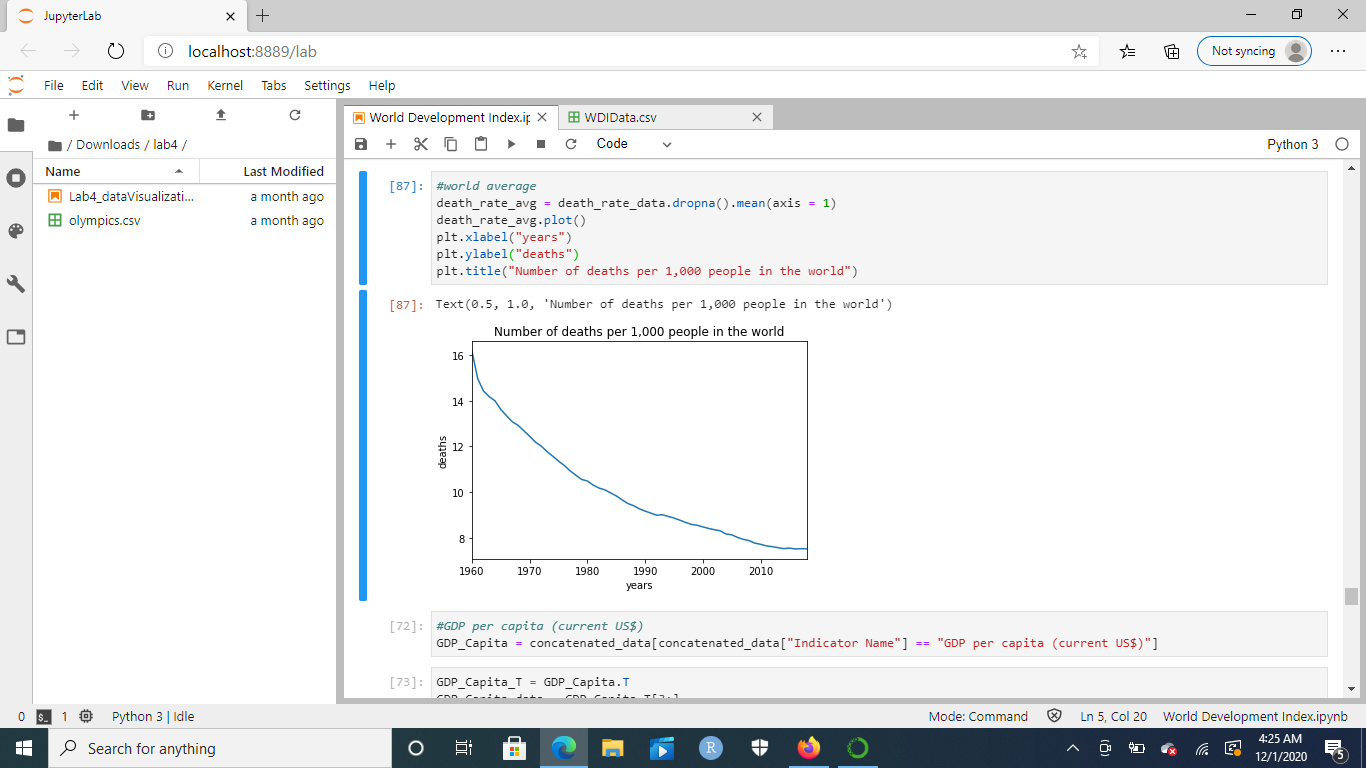 JupyterLab
localhost:8889/lab
Not syncing
File Edit View Run Kernel Tabs Settings Help
World Development Index.ip
WDIData.csv
/ Downloads / lab4 /
Code
Python 3
Name
Last Modified
Lab4_dataVisualizati... a month ago
olympics.csv a month ago
[87]:
#world average
death_rate_avg = death_rate_data.dropna().mean(axis = 1)
death_rate_avg.plot()
plt.xlabel("years")
plt.ylabel("deaths")
plt.title("Number of deaths per 1,000 people in the world")
[87]: Text(0.5, 1.0, 'Number of deaths per 1,000 people in the world')
Number of deaths per 1,000 people in the world
16
14
12
10
8
deaths
1960 1970 1980 1990 2000 2010
years
[72]:
#GDP per capita (current US$)
GDP_Capita = concatenated_data[concatenated_data["Indicator Name"] == "GDP per capita (current US$)"]
[73]:
GDP_Capita_T = GDP_Capita.T
0 $_ 1 Python 3 | Idle
Mode: Command Ln 5, Col 20 World Development Index.ipynb
Search for anything
R
4:25 AM
12/1/2020
5